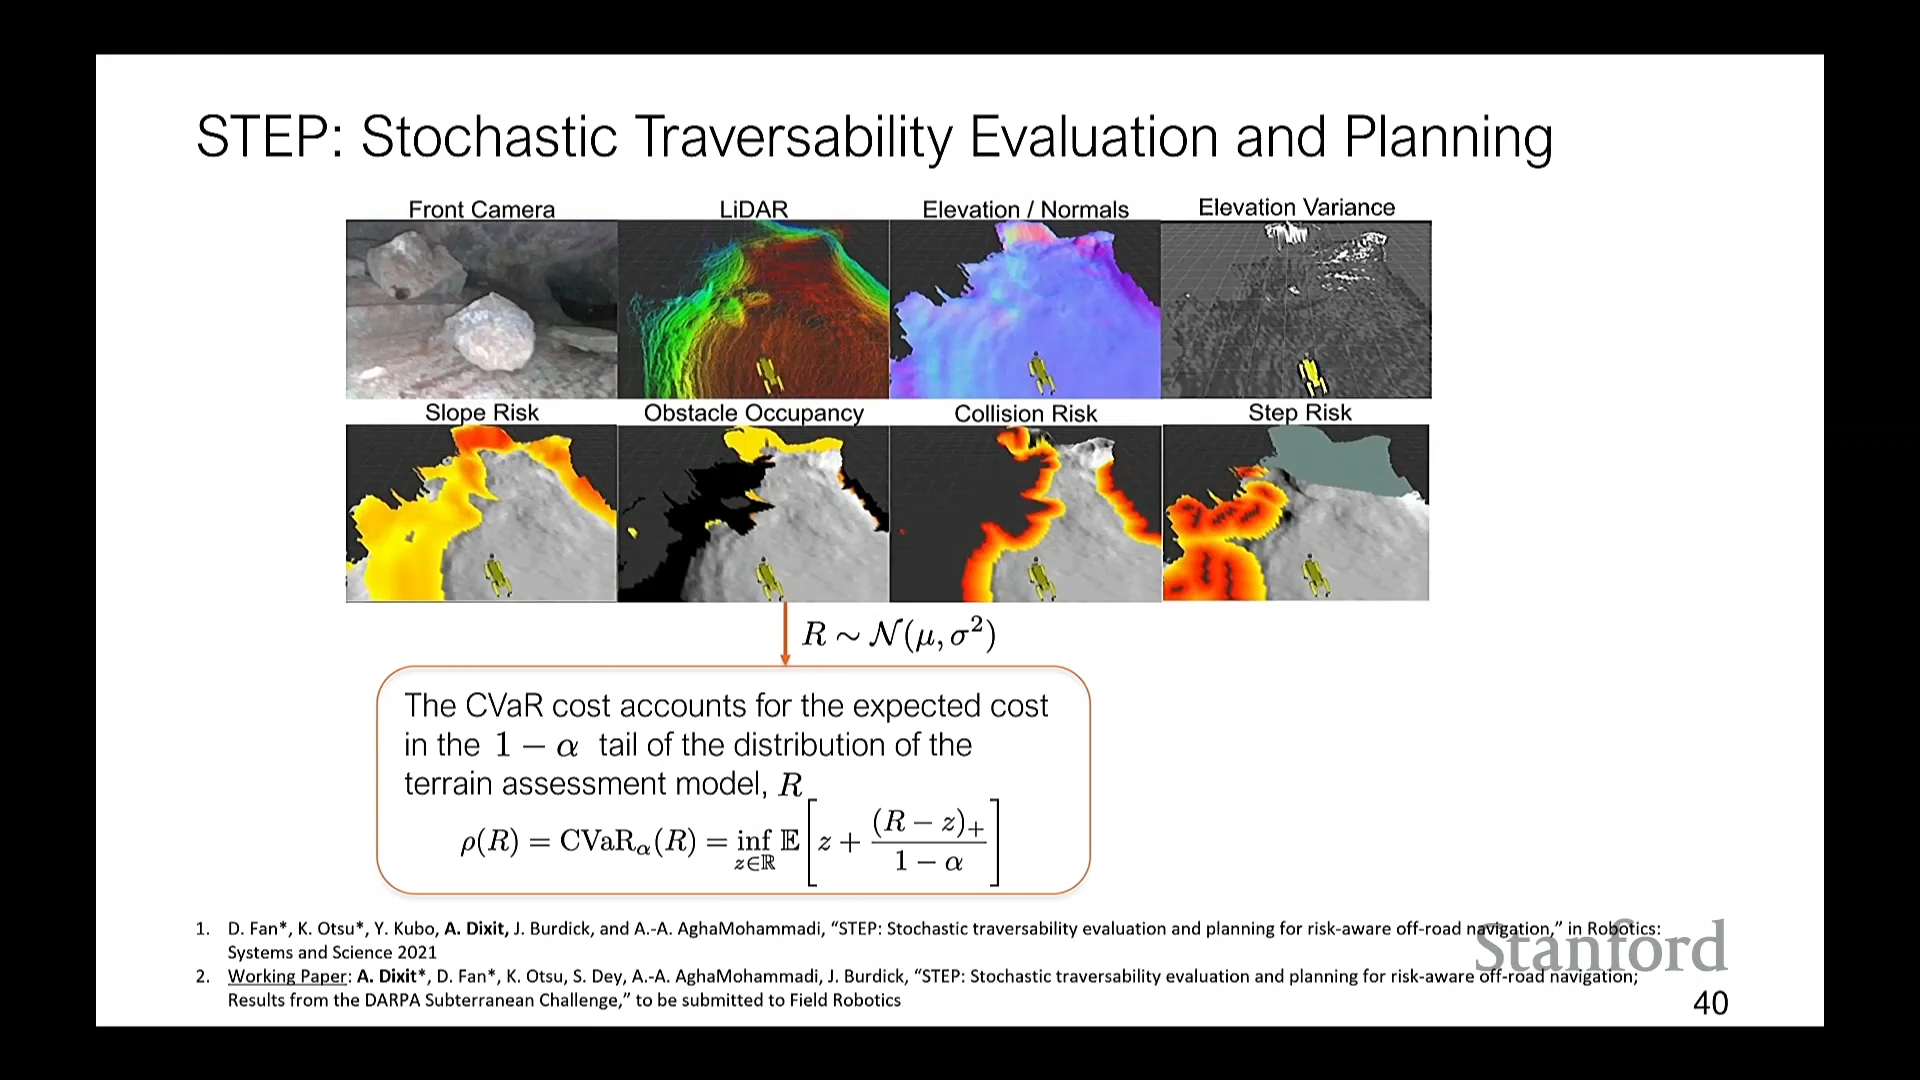 STEP: Stochastic Traversability Evaluation and Planning
Front Camera
LiDAR
Elevation / Normals
Elevation Variance
Slope Risk
Obstacle Occupancy
Collision Risk
Step Risk
R ∼ 𝒩(μ, σ²)
The CVaR cost accounts for the expected cost
in the 1 − α tail of the distribution of the
terrain assessment model, R
ρ(R) = CVaR_α(R) = inf_{z∈ℝ} 𝔼[z + (R − z)₊ / (1 − α)]
1. D. Fan*, K. Otsu*, Y. Kubo, A. Dixit, J. Burdick, and A.-A. AghaMohammadi, “STEP: Stochastic traversability evaluation and planning for risk-aware off-road navigation,” in Robotics:
Systems and Science 2021
2. Working Paper: A. Dixit*, D. Fan*, K. Otsu, S. Dey, A.-A. AghaMohammadi, J. Burdick, “STEP: Stochastic traversability evaluation and planning for risk-aware off-road navigation;
Results from the DARPA Subterranean Challenge,” to be submitted to Field Robotics
Stanford
40